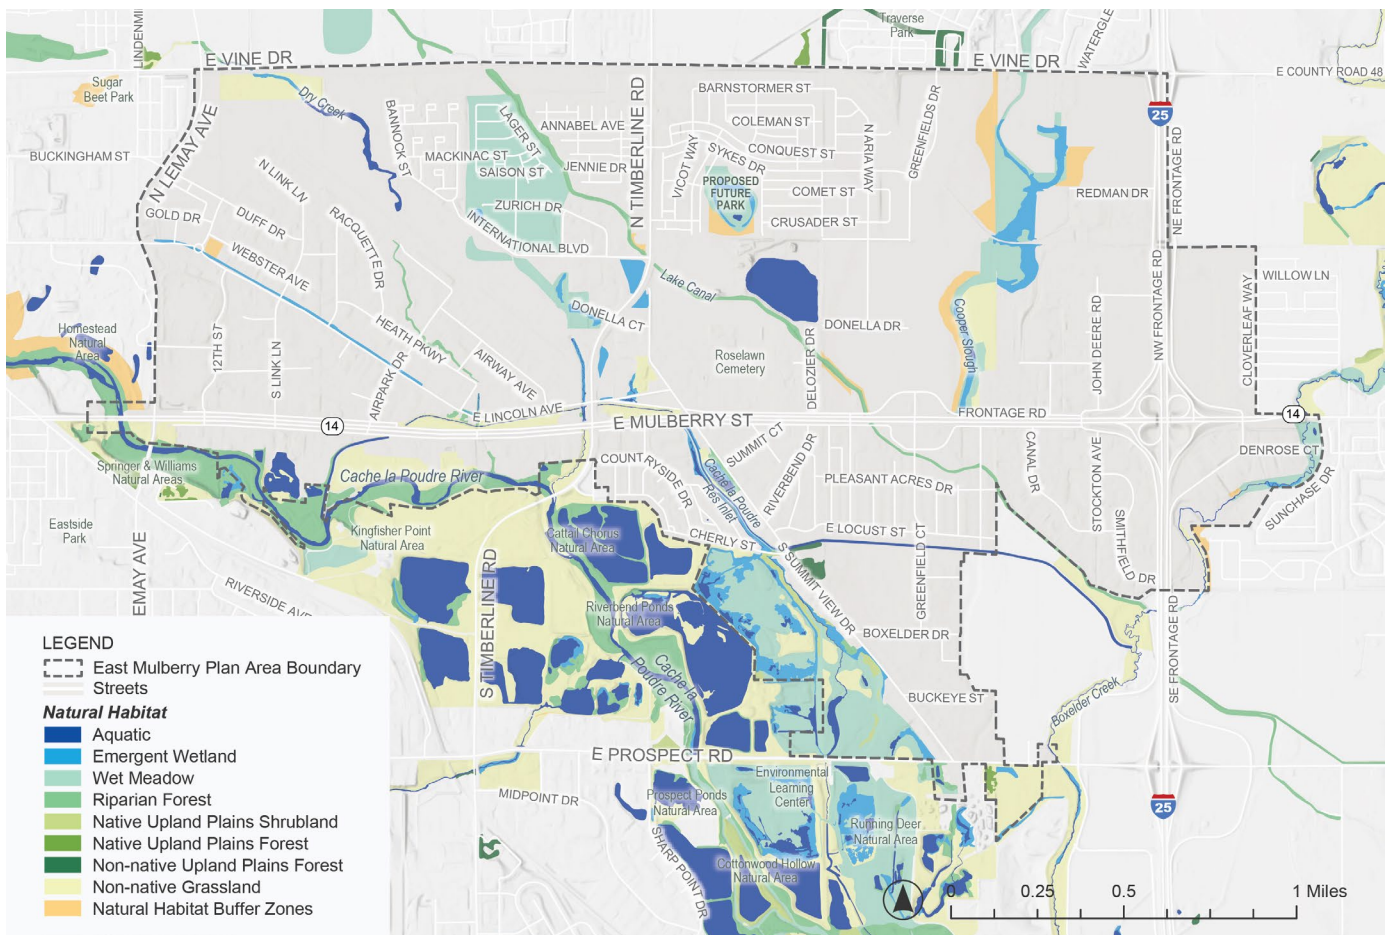 Traverse
Park
LINDENMEI
E VINE DR
E VINE DR
WATERGLE
E COUNTY ROAD 48
Sugar
Beet Park
Dry Creek
N LEMAY AVE
BUCKINGHAM ST
BANNOCK ST
LAGER ST
MACKINAC ST
SAISON ST
ANNABEL AVE
JENNIE DR
ZURICH DR
INTERNATIONAL BLVD
N TIMBERLINE RD
BARNSTORMER ST
COLEMAN ST
CONQUEST ST
SYKES DR
VICOT WAY
PROPOSED
FUTURE
PARK
COMET ST
CRUSADER ST
N ARIA WAY
GREENFIELDS DR
REDMAN DR
25
NE FRONTAGE RD
NW FRONTAGE RD
GOLD DR
N LINK LN
DUFF DR
RACQUETTE DR
WEBSTER AVE
Lake Canal
DONELLA CT
DONELLA DR
Roselawn
Cemetery
DELOZIER DR
Cooper Slough
JOHN DEERE RD
CLOVERLEAF WAY
WILLOW LN
Homestead
Natural
Area
12TH ST
S LINK LN
HEATH PKWY
AIRPARK DR
AIRWAY AVE
E LINCOLN AVE
14
E MULBERRY ST
FRONTAGE RD
14
Springer & Williams
Natural Areas
Cache la Poudre River
COUNTRYSIDE DR
SUMMIT CT
Cache la Poudre
Res Inlet
RIVERBEND DR
PLEASANT ACRES DR
CANAL DR
STOCKTON AVE
DENROSE CT
SUNCHASE DR
Eastside
Park
Kingfisher Point
Natural Area
Cattail Chorus
Natural Area
CHERLY ST
E LOCUST ST
SMITHFIELD DR
EMAY AVE
RIVERSIDE AVE
S TIMBERLINE RD
Riverbend Ponds
Natural Area
S SUMMIT VIEW DR
GREENFIELD CT
BOXELDER DR
Cache la
Poudre River
BUCKEYE ST
Boxelder Creek
SE FRONTAGE RD
E PROSPECT RD
MIDPOINT DR
Prospect Ponds
Natural Area
Environmental
Learning
Center
Running Deer
Natural Area
SHARP POINT DR
Cottonwood Hollow
Natural Area
25
0
0.25
0.5
1 Miles
LEGEND
East Mulberry Plan Area Boundary
Streets
Natural Habitat
Aquatic
Emergent Wetland
Wet Meadow
Riparian Forest
Native Upland Plains Shrubland
Native Upland Plains Forest
Non-native Upland Plains Forest
Non-native Grassland
Natural Habitat Buffer Zones